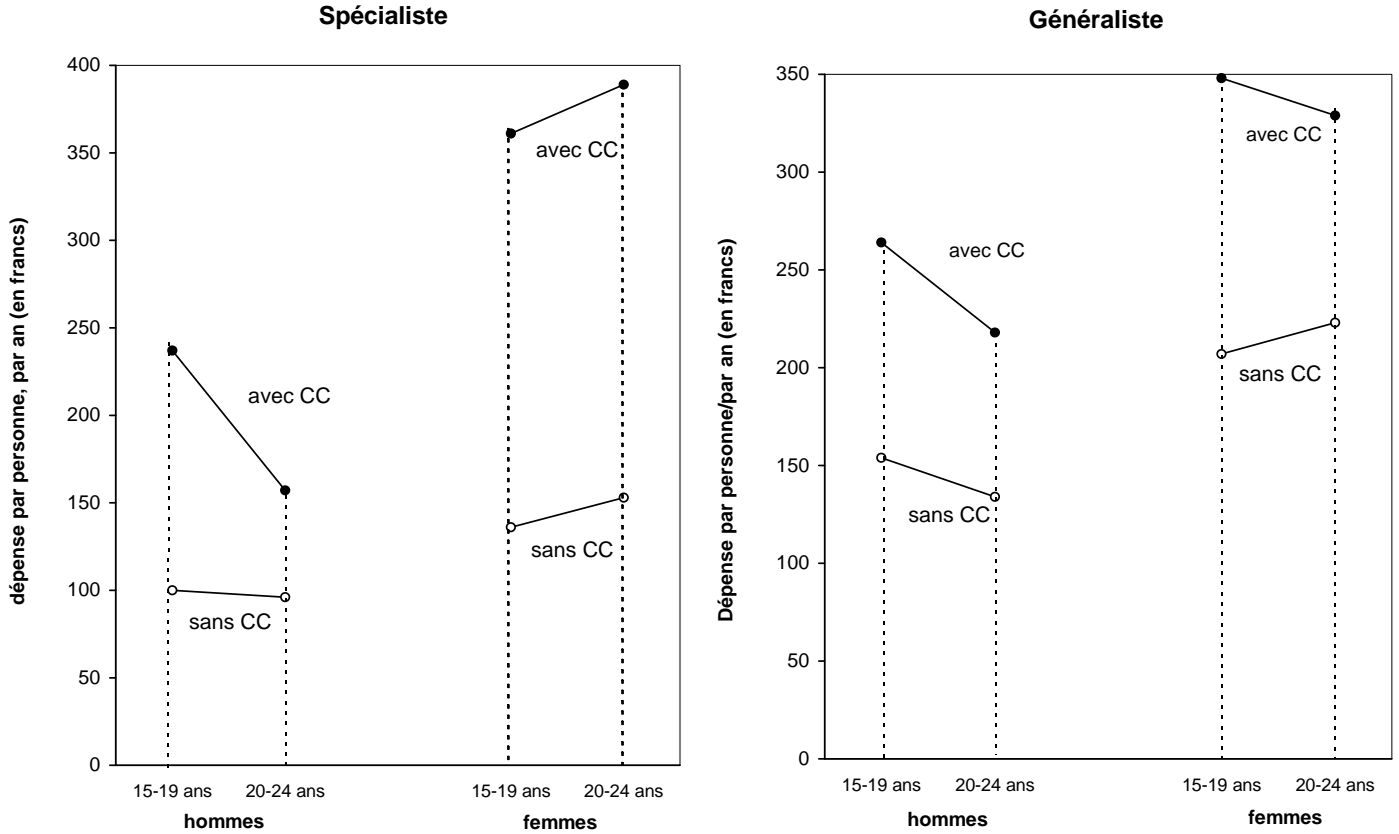 Spécialiste
dépense par personne, par an (en francs)
400
350
300
250
200
150
100
50
0
avec CC
sans CC
avec CC
sans CC
15-19 ans 20-24 ans 15-19 ans 20-24 ans
hommes femmes
Généraliste
Dépense par personne/par an (en francs)
350
300
250
200
150
100
50
0
avec CC
sans CC
avec CC
sans CC
15-19 ans 20-24 ans 15-19 ans 20-24 ans
hommes femmes